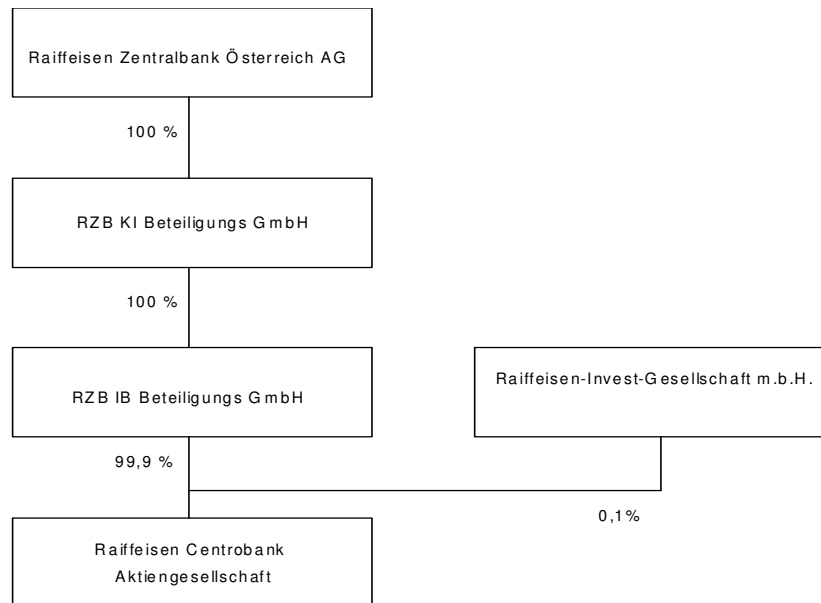 Raiffeisen Zentralbank Österreich AG
100 %
RZB KI Beteiligungs GmbH
100 %
RZB IB Beteiligungs GmbH
Raiffeisen-Invest-Gesellschaft m.b.H.
99,9 %
0,1%
Raiffeisen Centrobank
Aktiengesellschaft